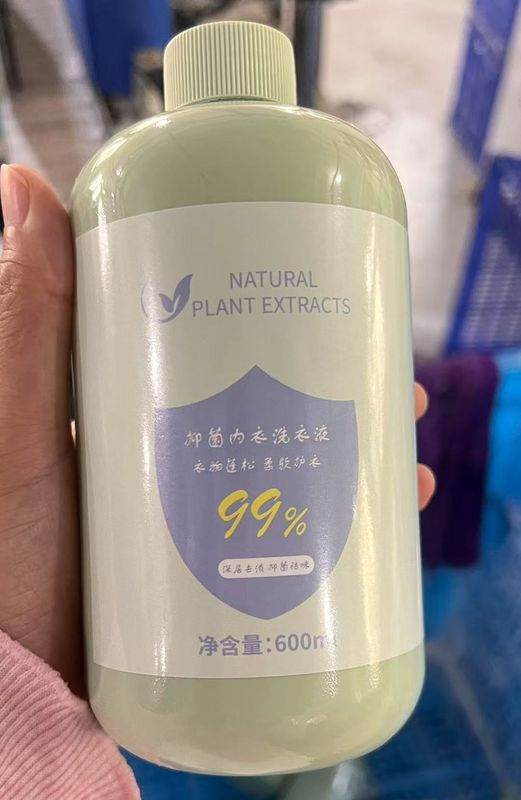 NATURAL
PLANT EXTRACTS
抑菌内衣洗衣液
衣物蓬松 柔软护衣
99%
深层去渍 抑菌祛味
净含量:600ml